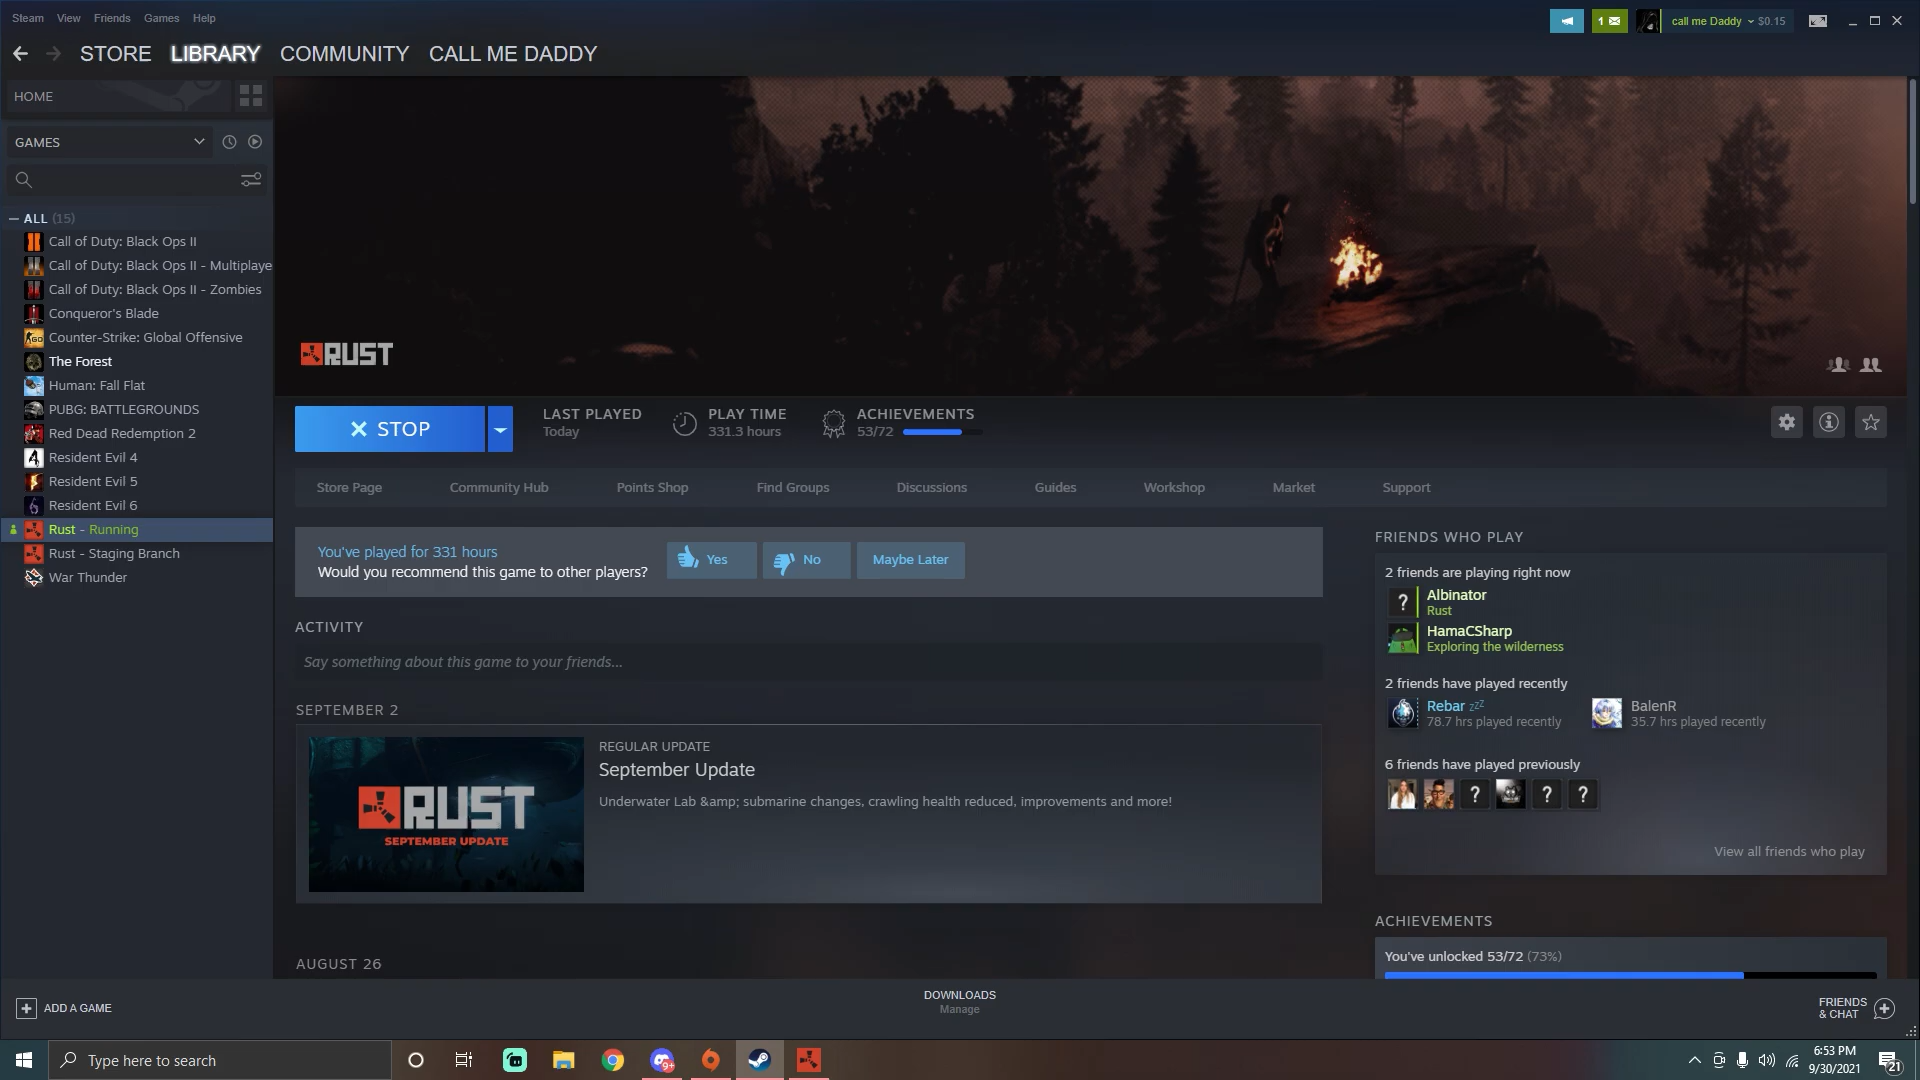 Steam View Friends Games Help
1 call me Daddy $0.15
STORE LIBRARY COMMUNITY CALL ME DADDY
HOME
GAMES
ALL (15)
Call of Duty: Black Ops II
Call of Duty: Black Ops II - Multiplaye
Call of Duty: Black Ops II - Zombies
Conqueror's Blade
Counter-Strike: Global Offensive
The Forest
Human: Fall Flat
PUBG: BATTLEGROUNDS
Red Dead Redemption 2
Resident Evil 4
Resident Evil 5
Resident Evil 6
Rust - Running
Rust - Staging Branch
War Thunder
RUST
STOP
LAST PLAYED
Today
PLAY TIME
331.3 hours
ACHIEVEMENTS
53/72
Store Page Community Hub Points Shop Find Groups Discussions Guides Workshop Market Support
You've played for 331 hours
Would you recommend this game to other players?
Yes No Maybe Later
ACTIVITY
Say something about this game to your friends...
SEPTEMBER 2
RUST
SEPTEMBER UPDATE
REGULAR UPDATE
September Update
Underwater Lab &amp; submarine changes, crawling health reduced, improvements and more!
AUGUST 26
FRIENDS WHO PLAY
2 friends are playing right now
? Albinator
Rust
HamaCSharp
Exploring the wilderness
2 friends have played recently
Rebar zzZ
78.7 hrs played recently
BalenR
35.7 hrs played recently
6 friends have played previously
? ? ?
View all friends who play
ACHIEVEMENTS
You've unlocked 53/72 (73%)
ADD A GAME
DOWNLOADS
Manage
FRIENDS
& CHAT
Type here to search
9+
6:53 PM
9/30/2021
21